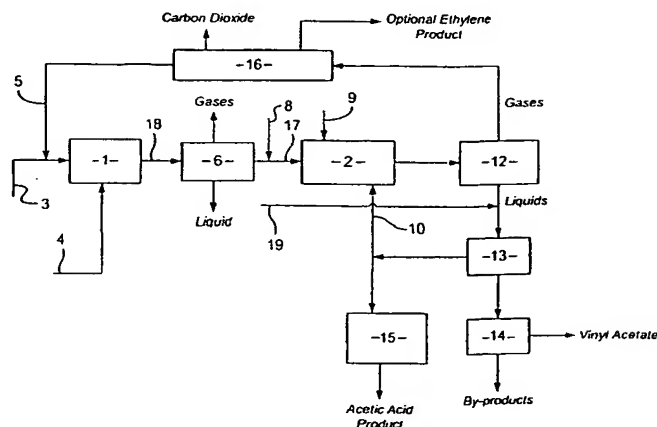 Carbon Dioxide
Optional Ethylene
Product
-16-
5
Gases
8
9
Gases
18
17
-1-
-6-
-2-
-12-
3
Liquid
Liquids
19
10
4
-13-
-15-
-14-
Vinyl Acetate
Acetic Acid
Product
By-products